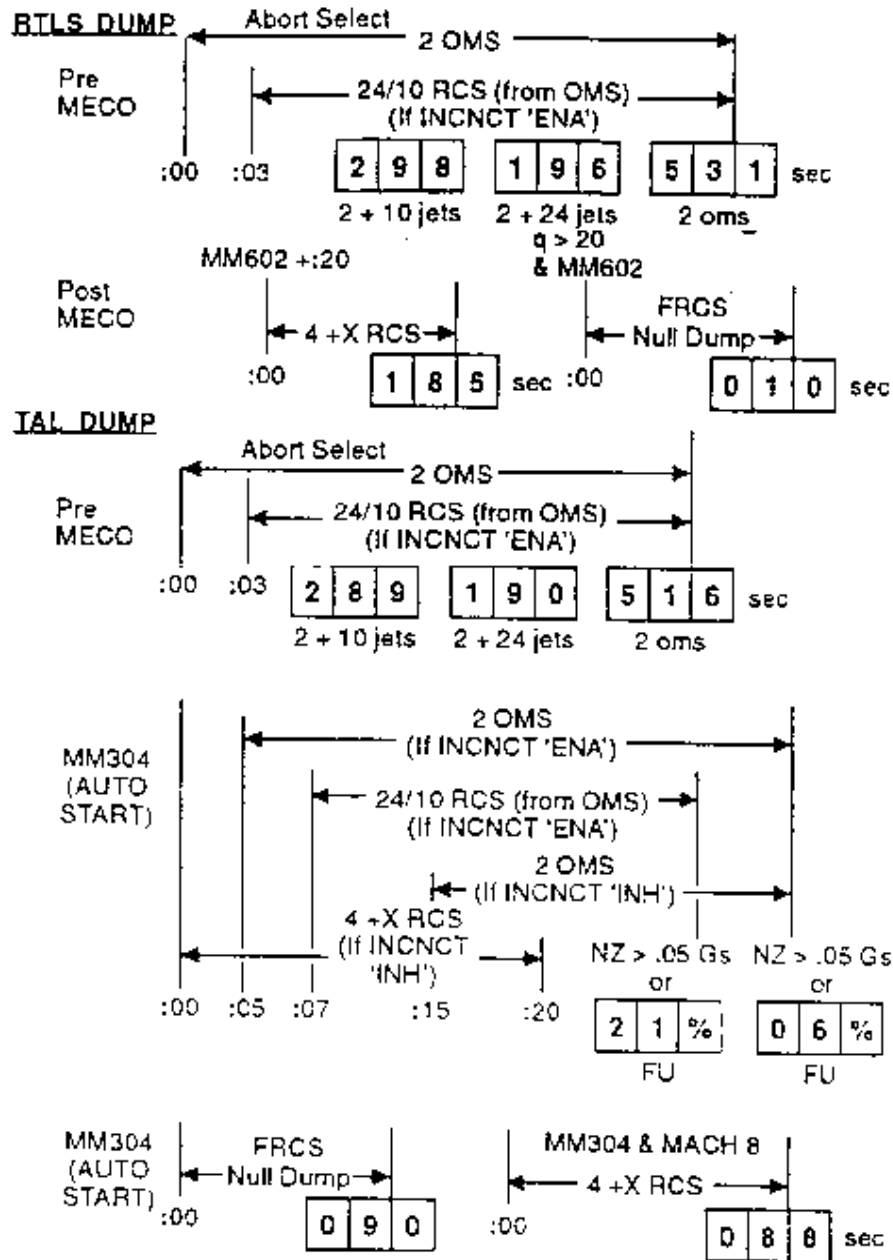 RTLS DUMP
Abort Select
2 OMS
Pre
MECO
24/10 RCS (from OMS)
(If INCNCT 'ENA')
:00 :03
2 9 8 1 9 6 5 3 1 sec
2 + 10 jets 2 + 24 jets 2 oms
q > 20
& MM602
MM602 +:20
Post
MECO
4 +X RCS
FRCS
Null Dump
:00 1 8 5 sec :00 0 1 0 sec
TAL DUMP
Abort Select
2 OMS
Pre
MECO
24/10 RCS (from OMS)
(If INCNCT 'ENA')
:00 :03
2 8 9 1 9 0 5 1 6 sec
2 + 10 jets 2 + 24 jets 2 oms
MM304
(AUTO
START)
2 OMS
(If INCNCT 'ENA')
24/10 RCS (from OMS)
(If INCNCT 'ENA')
2 OMS
(If INCNCT 'INH')
4 +X RCS
(If INCNCT
'INH')
NZ > .05 Gs NZ > .05 Gs
or or
:00 :05 :07 :15 :20
2 1 % 0 6 %
FU FU
MM304
(AUTO
START)
FRCS
Null Dump
MM304 & MACH 8
4 +X RCS
:00 0 9 0 :00 0 8 8 sec